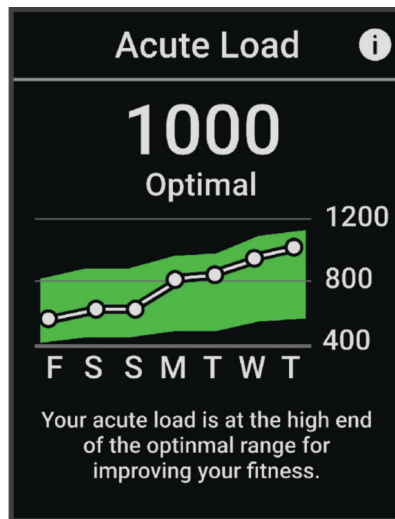 Acute Load i
1000
Optimal
1200
800
400
F S S M T W T
Your acute load is at the high end
of the optinmal range for
improving your fitness.